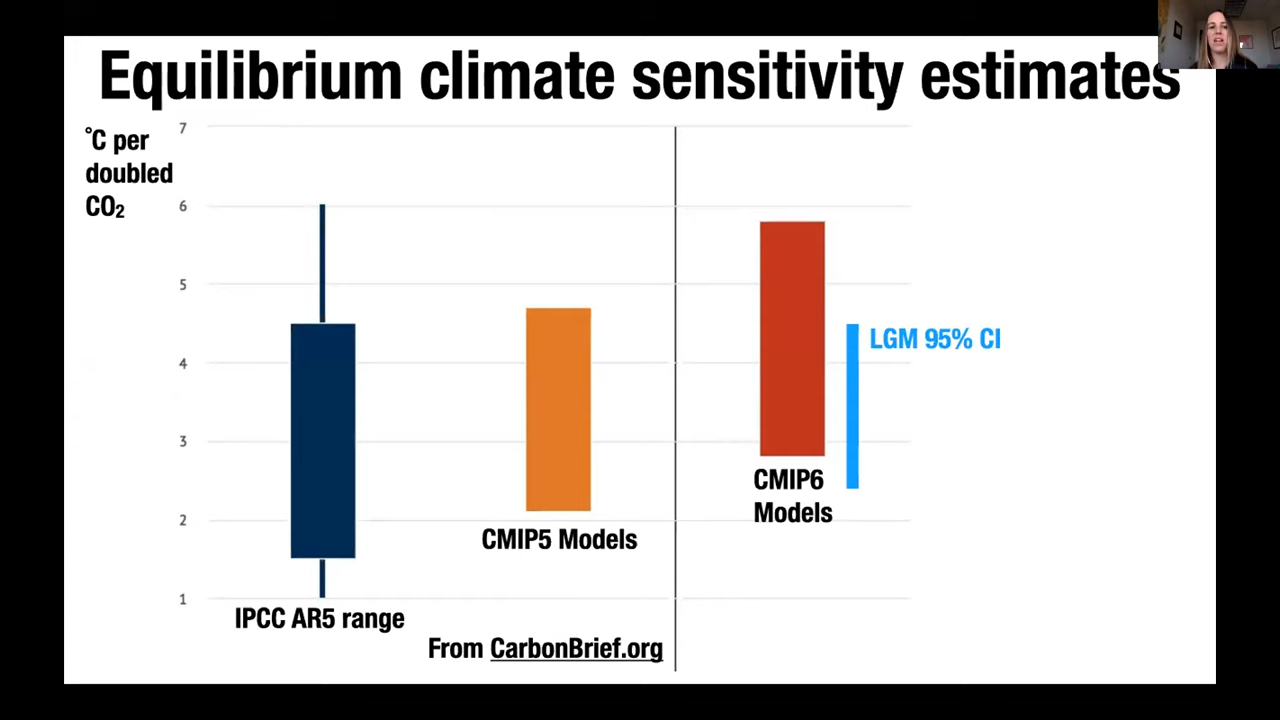 Equilibrium climate sensitivity estimates
°C per
doubled
CO₂
7
6
5
4
3
2
1
LGM 95% CI
CMIP6
Models
CMIP5 Models
IPCC AR5 range
From CarbonBrief.org